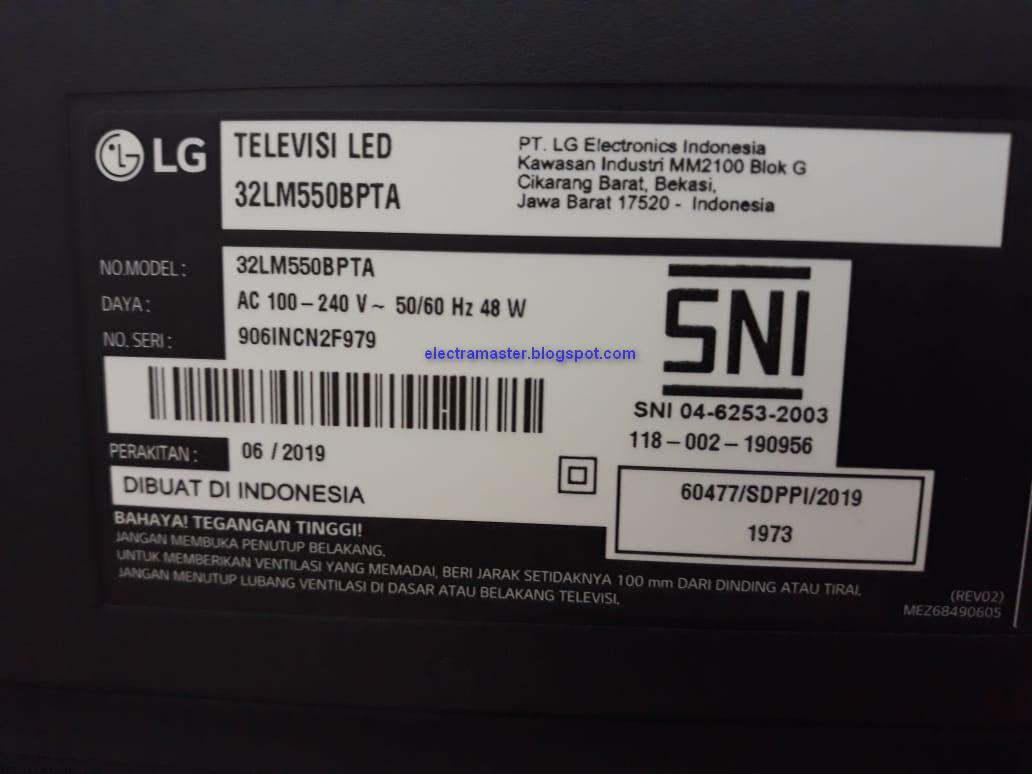 LG
TELEVISI LED
32LM550BPTA
PT. LG Electronics Indonesia
Kawasan Industri MM2100 Blok G
Cikarang Barat, Bekasi,
Jawa Barat 17520 - Indonesia
NO.MODEL : 32LM550BPTA
DAYA : AC 100 – 240 V ~ 50/60 Hz 48 W
NO. SERI : 906INCN2F979
electramaster.blogspot.com
SNI
SNI 04-6253-2003
118 – 002 – 190956
PERAKITAN : 06 / 2019
DIBUAT DI INDONESIA
60477/SDPPI/2019
1973
BAHAYA! TEGANGAN TINGGI!
JANGAN MEMBUKA PENUTUP BELAKANG.
UNTUK MEMBERIKAN VENTILASI YANG MEMADAI, BERI JARAK SETIDAKNYA 100 mm DARI DINDING ATAU TIRAI.
JANGAN MENUTUP LUBANG VENTILASI DI DASAR ATAU BELAKANG TELEVISI.
(REV02)
MEZ68490605